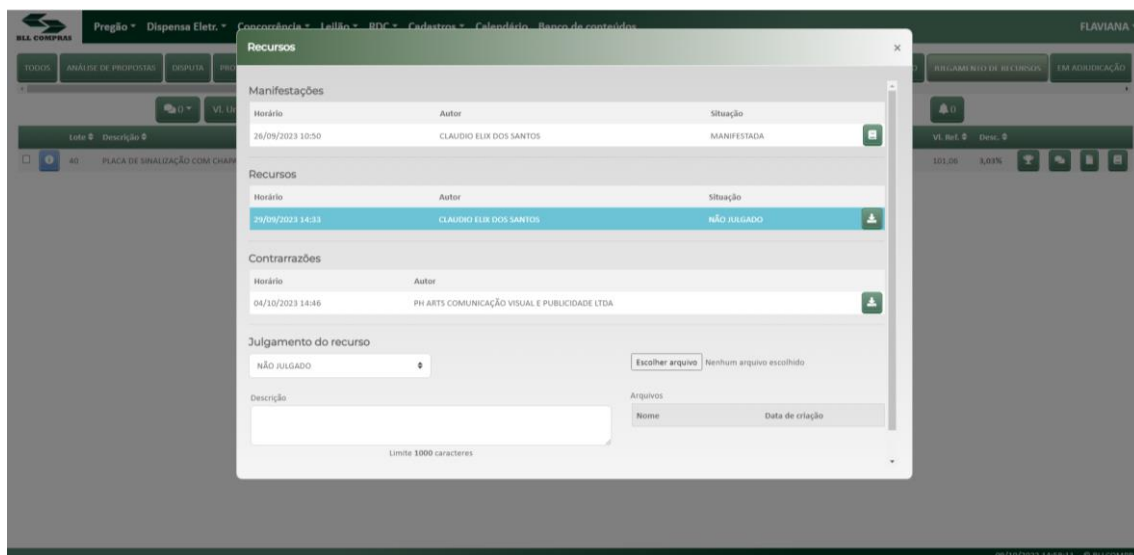 BLL COMPRAS
Pregão Dispensa Eletr. Concorrência Leilão RDC Cadastros Calendário Banco de conteúdos
FLAVIANA
Recursos ×
TODOS ANÁLISE DE PROPOSTAS DISPUTA JULGAMENTO DE RECURSOS EM ADJUDICAÇÃO
Manifestações
0 0
Horário Autor Situação
26/09/2023 10:50 CLAUDIO ELIX DOS SANTOS MANIFESTADA
Lote Descrição Vl. Ref. Desc.
40 PLACA DE SINALIZAÇÃO COM 101,08 3,03%
Recursos
Horário Autor Situação
29/09/2023 14:33 CLAUDIO ELIX DOS SANTOS NÃO JULGADO
Contrarrazões
Horário Autor
04/10/2023 14:46 PH ARTS COMUNICAÇÃO VISUAL E PUBLICIDADE LTDA
Julgamento do recurso
NÃO JULGADO Escolher arquivo Nenhum arquivo escolhido
Descrição Arquivos
Nome Data de criação
Limite 1000 caracteres